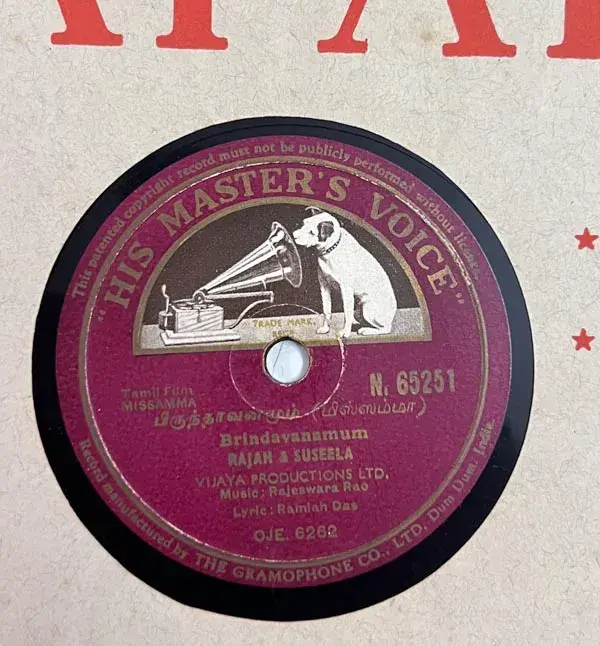 This patented copyright record must not be publicly performed without license.
"HIS MASTER'S VOICE"
TRADE MARK.
Tamil Film
MISSAMMA
N. 65251
பிருந்தாவனமும் (மிஸ்ஸம்மா)
Brindavanamum
RAJAH & SUSEELA
VIJAYA PRODUCTIONS LTD.
Music: Rajeswara Rao
Lyric: Ramiah Das
OJE. 6262
Record manufactured by THE GRAMOPHONE CO., LTD. Dum Dum. India.